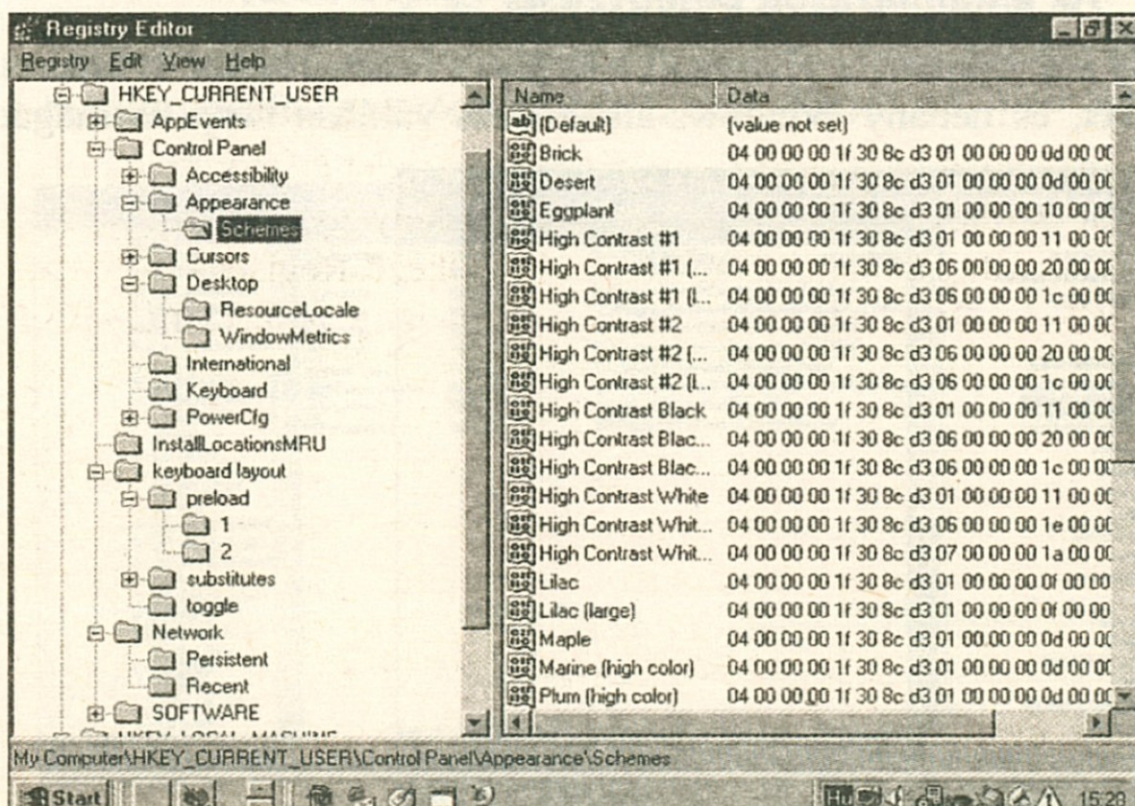 Registry Editor
Registry Edit View Help
HKEY_CURRENT_USER
AppEvents
Control Panel
Accessibility
Appearance
Schemes
Cursors
Desktop
ResourceLocale
WindowMetrics
International
Keyboard
PowerCfg
InstallLocationsMRU
keyboard layout
preload
1
2
substitutes
toggle
Network
Persistent
Recent
SOFTWARE
HKEY_LOCAL_MACHINE
Name Data
(Default) (value not set)
Brick 04 00 00 00 1f 30 8c d3 01 00 00 00 0d 00 00
Desert 04 00 00 00 1f 30 8c d3 01 00 00 00 0d 00 00
Eggplant 04 00 00 00 1f 30 8c d3 01 00 00 00 10 00 00
High Contrast #1 04 00 00 00 1f 30 8c d3 01 00 00 00 11 00 00
High Contrast #1 (... 04 00 00 00 1f 30 8c d3 06 00 00 00 20 00 00
High Contrast #1 (l... 04 00 00 00 1f 30 8c d3 06 00 00 00 1c 00 00
High Contrast #2 04 00 00 00 1f 30 8c d3 01 00 00 00 11 00 00
High Contrast #2 (... 04 00 00 00 1f 30 8c d3 06 00 00 00 20 00 00
High Contrast #2 (l... 04 00 00 00 1f 30 8c d3 06 00 00 00 1c 00 00
High Contrast Black 04 00 00 00 1f 30 8c d3 01 00 00 00 11 00 00
High Contrast Blac... 04 00 00 00 1f 30 8c d3 06 00 00 00 20 00 00
High Contrast Blac... 04 00 00 00 1f 30 8c d3 06 00 00 00 1c 00 00
High Contrast White 04 00 00 00 1f 30 8c d3 01 00 00 00 11 00 00
High Contrast Whit... 04 00 00 00 1f 30 8c d3 06 00 00 00 1e 00 00
High Contrast Whit... 04 00 00 00 1f 30 8c d3 07 00 00 00 1a 00 00
Lilac 04 00 00 00 1f 30 8c d3 01 00 00 00 0f 00 00
Lilac (large) 04 00 00 00 1f 30 8c d3 01 00 00 00 0f 00 00
Maple 04 00 00 00 1f 30 8c d3 01 00 00 00 0d 00 00
Marine (high color) 04 00 00 00 1f 30 8c d3 01 00 00 00 0d 00 00
Plum (high color) 04 00 00 00 1f 30 8c d3 01 00 00 00 0d 00 00
My Computer\HKEY_CURRENT_USER\Control Panel\Appearance\Schemes
Start Hu 15:20